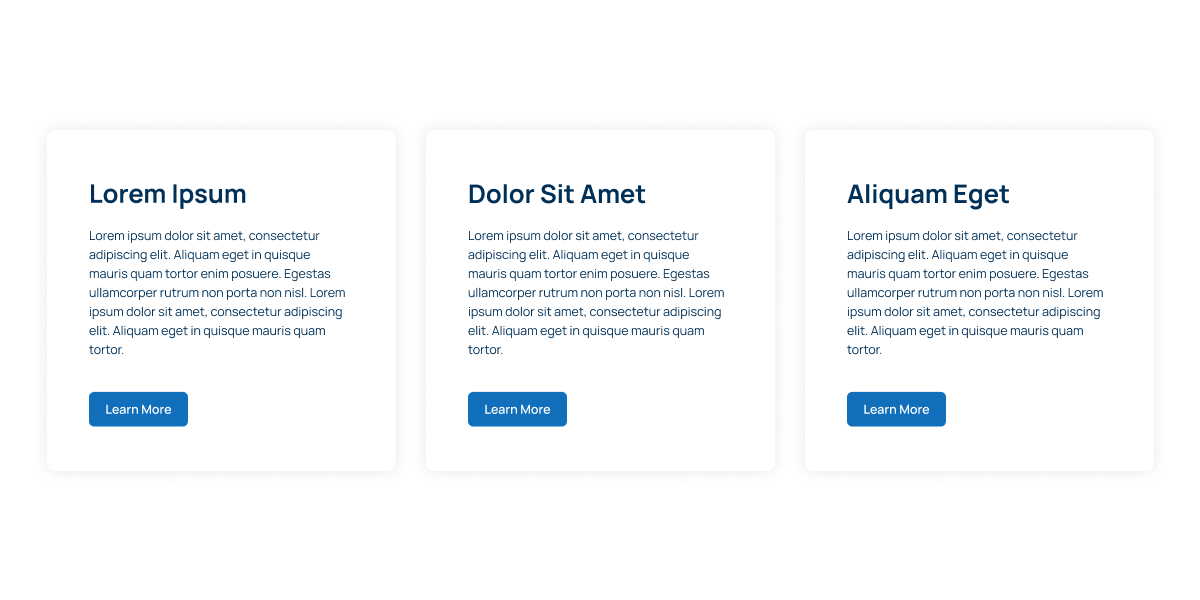 Lorem Ipsum
Lorem ipsum dolor sit amet, consectetur
adipiscing elit. Aliquam eget in quisque
mauris quam tortor enim posuere. Egestas
ullamcorper rutrum non porta non nisl. Lorem
ipsum dolor sit amet, consectetur adipiscing
elit. Aliquam eget in quisque mauris quam
tortor.
Learn More
Dolor Sit Amet
Lorem ipsum dolor sit amet, consectetur
adipiscing elit. Aliquam eget in quisque
mauris quam tortor enim posuere. Egestas
ullamcorper rutrum non porta non nisl. Lorem
ipsum dolor sit amet, consectetur adipiscing
elit. Aliquam eget in quisque mauris quam
tortor.
Learn More
Aliquam Eget
Lorem ipsum dolor sit amet, consectetur
adipiscing elit. Aliquam eget in quisque
mauris quam tortor enim posuere. Egestas
ullamcorper rutrum non porta non nisl. Lorem
ipsum dolor sit amet, consectetur adipiscing
elit. Aliquam eget in quisque mauris quam
tortor.
Learn More